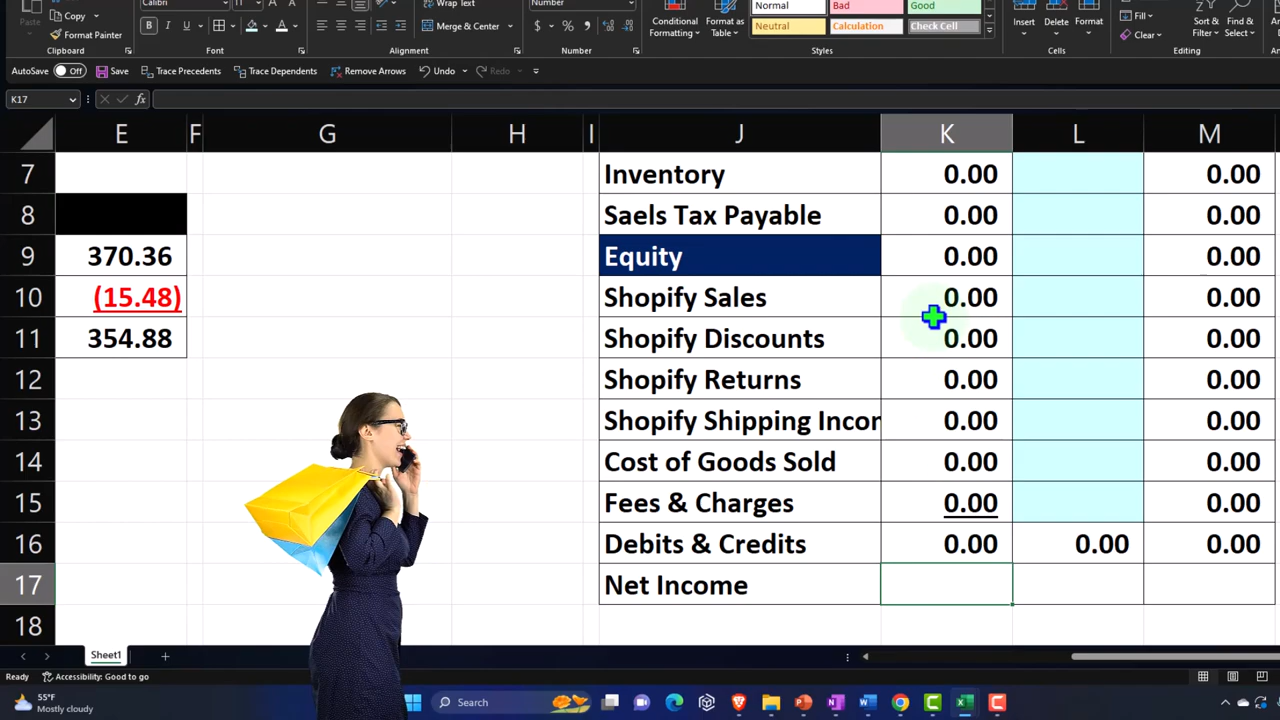 Calibri
11
Wrap Text
Number
Paste
Copy
Format Painter
B I U
Merge & Center
$ % ,
Conditional Formatting
Format as Table
Normal
Bad
Good
Neutral
Calculation
Check Cell
Insert
Delete
Format
Fill
Clear
Sort & Filter
Find & Select
Clipboard
Font
Alignment
Number
Styles
Cells
Editing
AutoSave Off Save Trace Precedents Trace Dependents Remove Arrows Undo Redo
K17 fx
E F G H I J K L M
7 Inventory 0.00 0.00
8 Saels Tax Payable 0.00 0.00
9 370.36 Equity 0.00 0.00
10 (15.48) Shopify Sales 0.00 0.00
11 354.88 Shopify Discounts 0.00 0.00
12 Shopify Returns 0.00 0.00
13 Shopify Shipping Incor 0.00 0.00
14 Cost of Goods Sold 0.00 0.00
15 Fees & Charges 0.00 0.00
16 Debits & Credits 0.00 0.00 0.00
17 Net Income
18
Sheet1
Ready Accessibility: Good to go
55°F
Mostly cloudy
Search